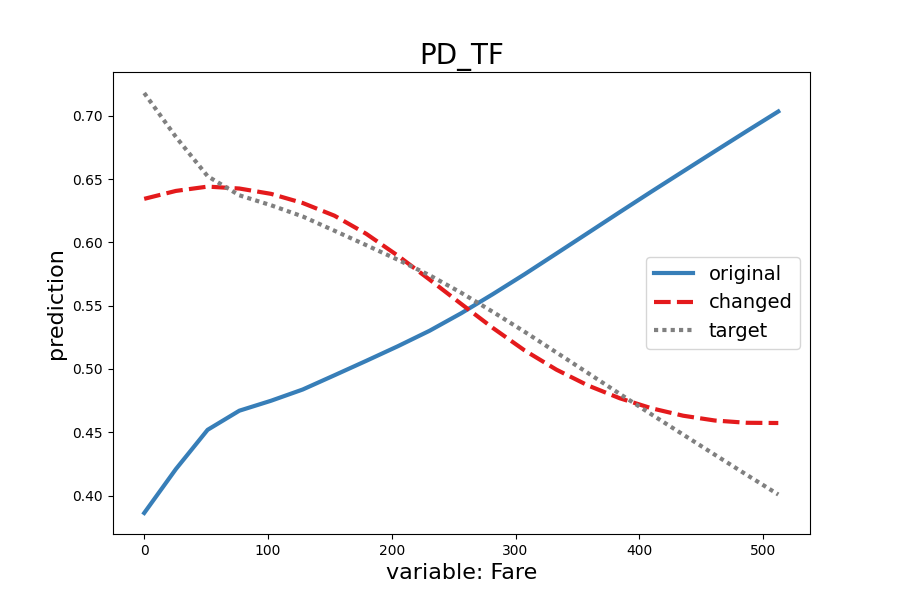 PD_TF
0.70
0.65
0.60
0.55
0.50
0.45
0.40
prediction
original
changed
target
0 100 200 300 400 500
variable: Fare